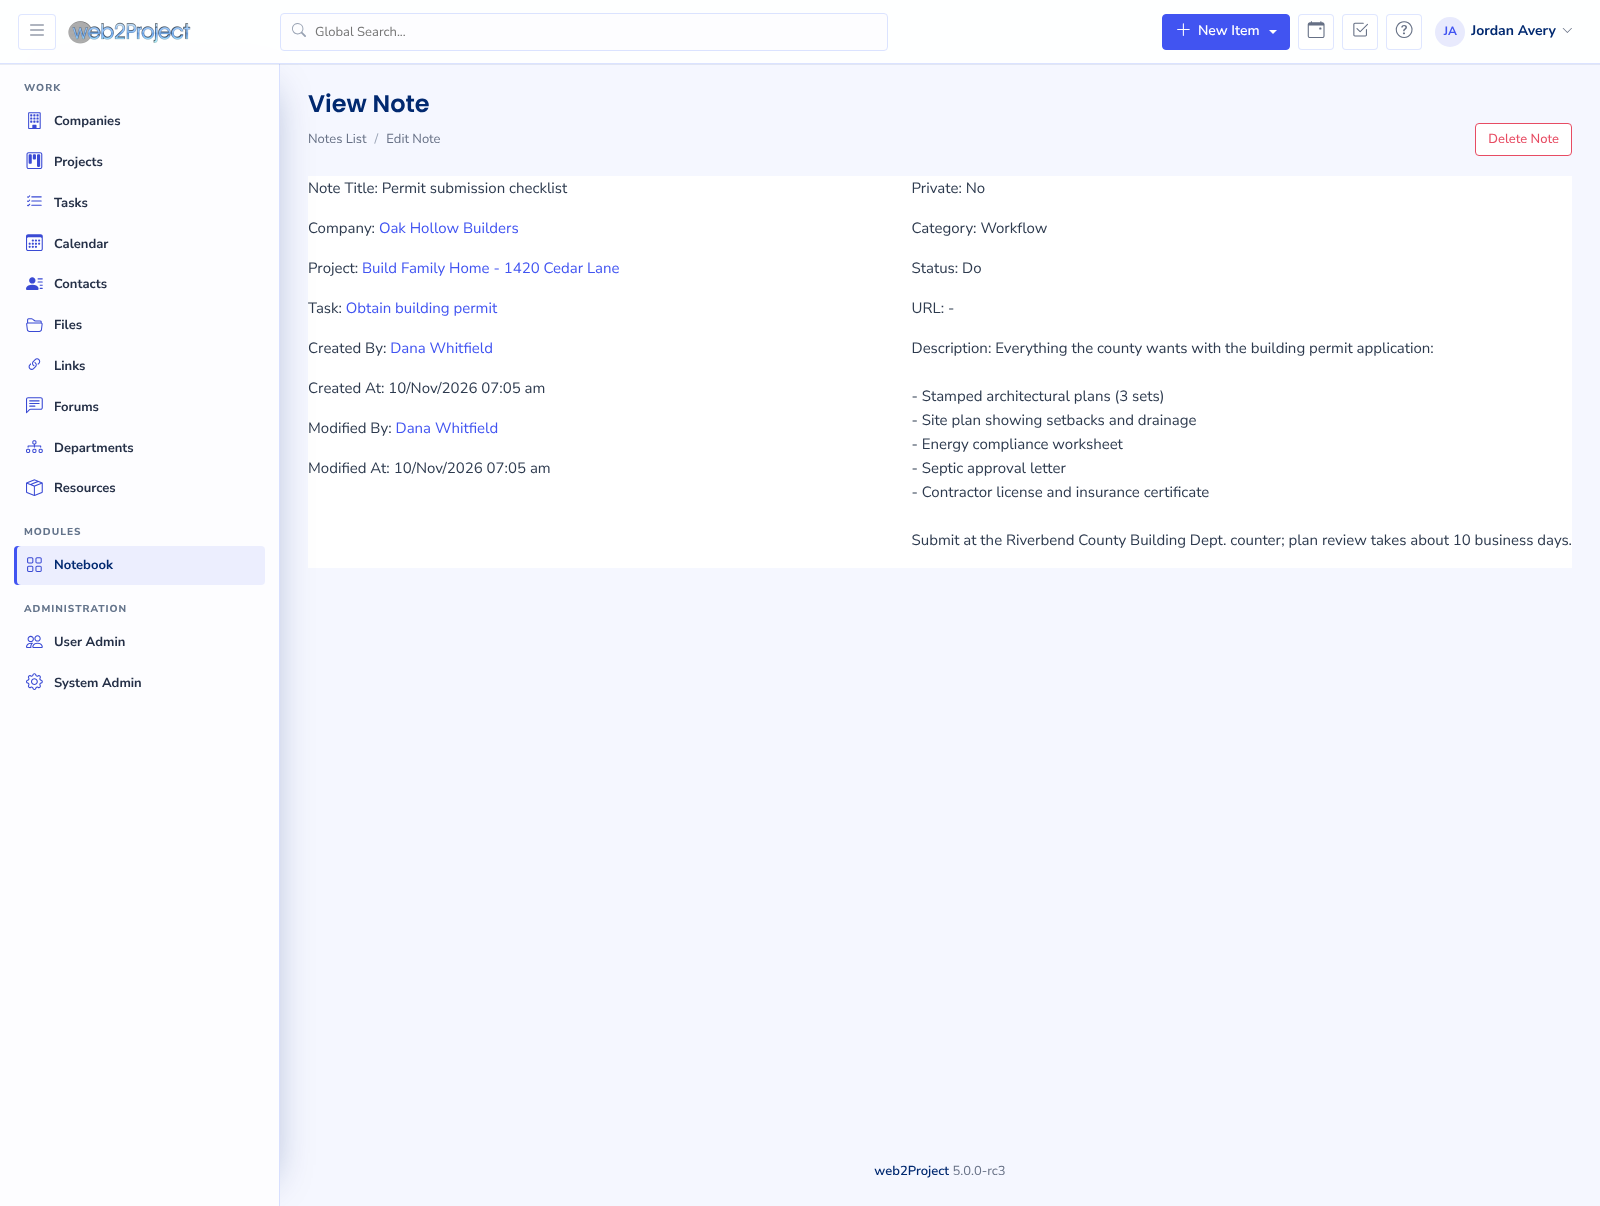 web2Project
Global Search...
New Item
JA
Jordan Avery
WORK
Companies
Projects
Tasks
Calendar
Contacts
Files
Links
Forums
Departments
Resources
MODULES
Notebook
ADMINISTRATION
User Admin
System Admin
View Note
Notes List / Edit Note
Delete Note
Note Title: Permit submission checklist
Company: Oak Hollow Builders
Project: Build Family Home - 1420 Cedar Lane
Task: Obtain building permit
Created By: Dana Whitfield
Created At: 10/Nov/2026 07:05 am
Modified By: Dana Whitfield
Modified At: 10/Nov/2026 07:05 am
Private: No
Category: Workflow
Status: Do
URL: -
Description: Everything the county wants with the building permit application:
- Stamped architectural plans (3 sets)
- Site plan showing setbacks and drainage
- Energy compliance worksheet
- Septic approval letter
- Contractor license and insurance certificate
Submit at the Riverbend County Building Dept. counter; plan review takes about 10 business days.
web2Project 5.0.0-rc3